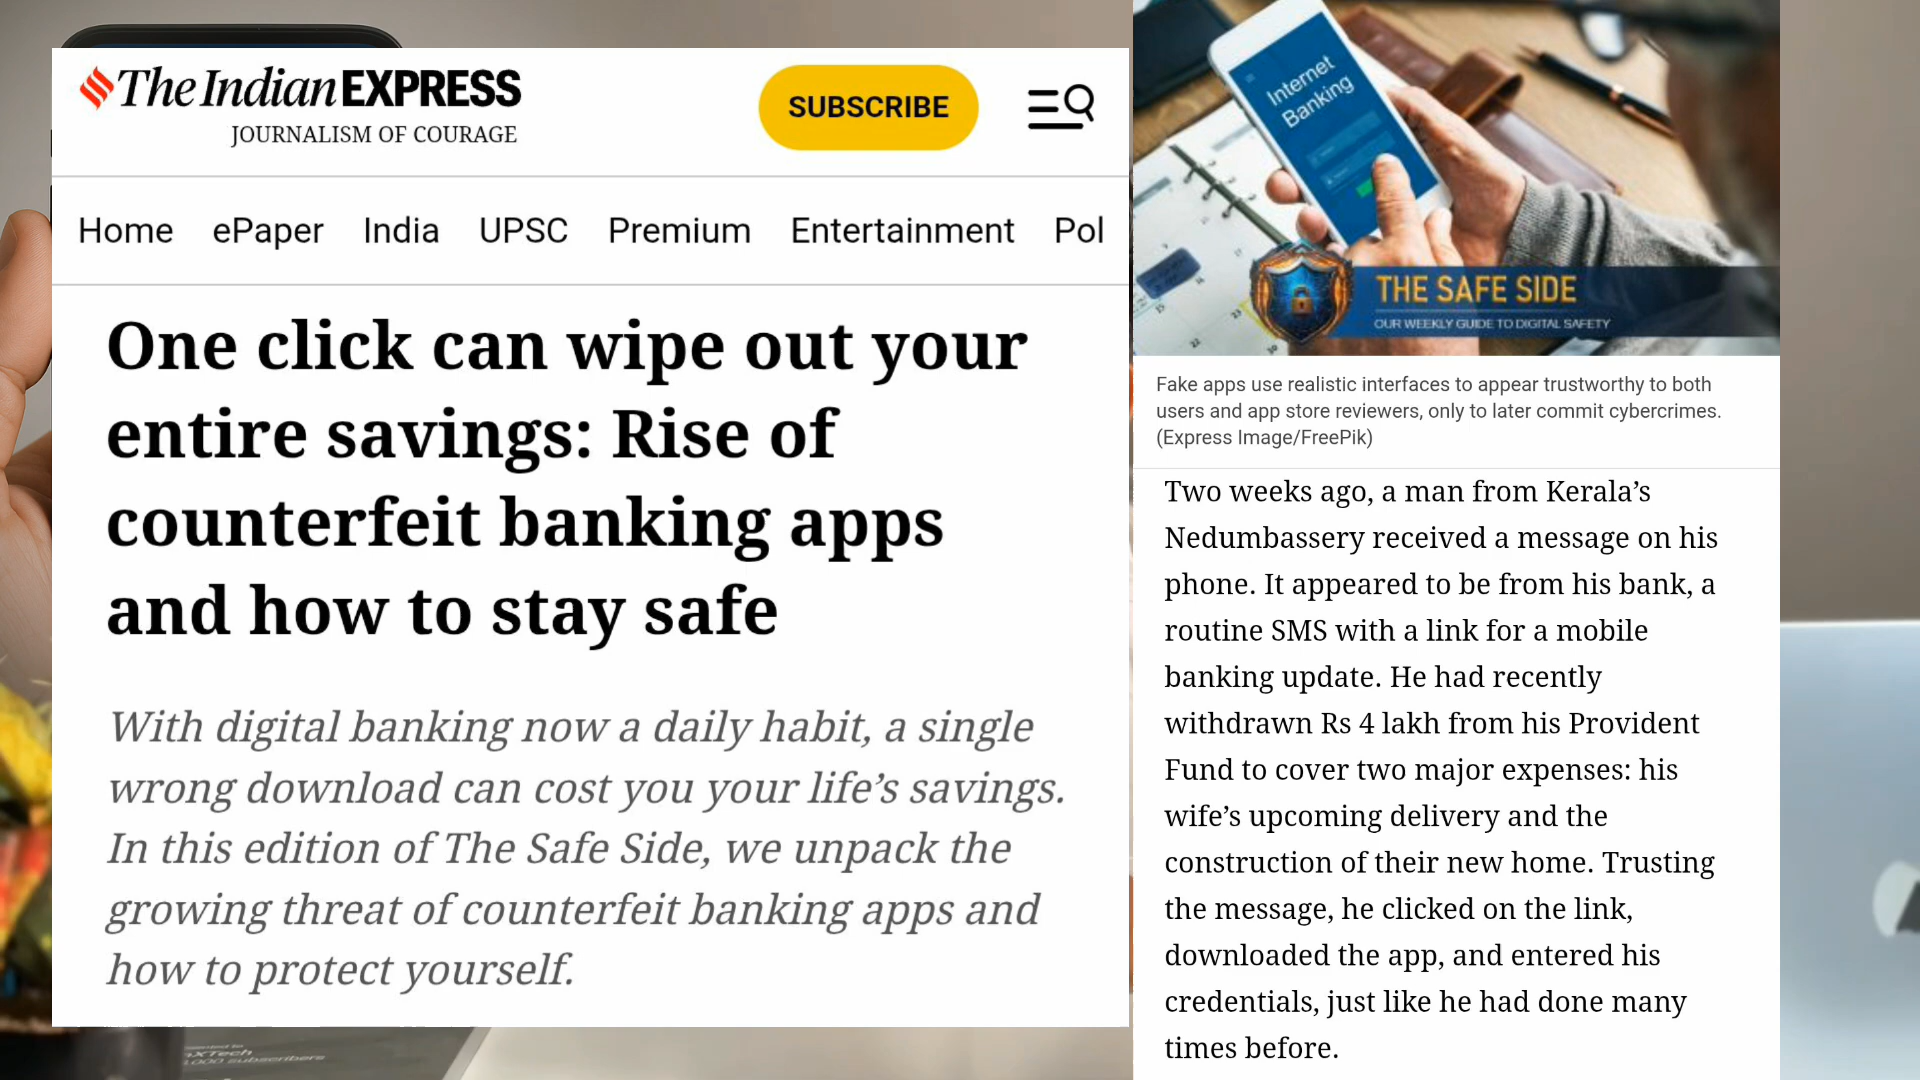 The Indian EXPRESS
JOURNALISM OF COURAGE
SUBSCRIBE
Home ePaper India UPSC Premium Entertainment Pol
One click can wipe out your
entire savings: Rise of
counterfeit banking apps
and how to stay safe
With digital banking now a daily habit, a single
wrong download can cost you your life’s savings.
In this edition of The Safe Side, we unpack the
growing threat of counterfeit banking apps and
how to protect yourself.
Internet
Banking
THE SAFE SIDE
OUR WEEKLY GUIDE TO DIGITAL SAFETY
Fake apps use realistic interfaces to appear trustworthy to both
users and app store reviewers, only to later commit cybercrimes.
(Express Image/FreePik)
Two weeks ago, a man from Kerala’s
Nedumbassery received a message on his
phone. It appeared to be from his bank, a
routine SMS with a link for a mobile
banking update. He had recently
withdrawn Rs 4 lakh from his Provident
Fund to cover two major expenses: his
wife’s upcoming delivery and the
construction of their new home. Trusting
the message, he clicked on the link,
downloaded the app, and entered his
credentials, just like he had done many
times before.